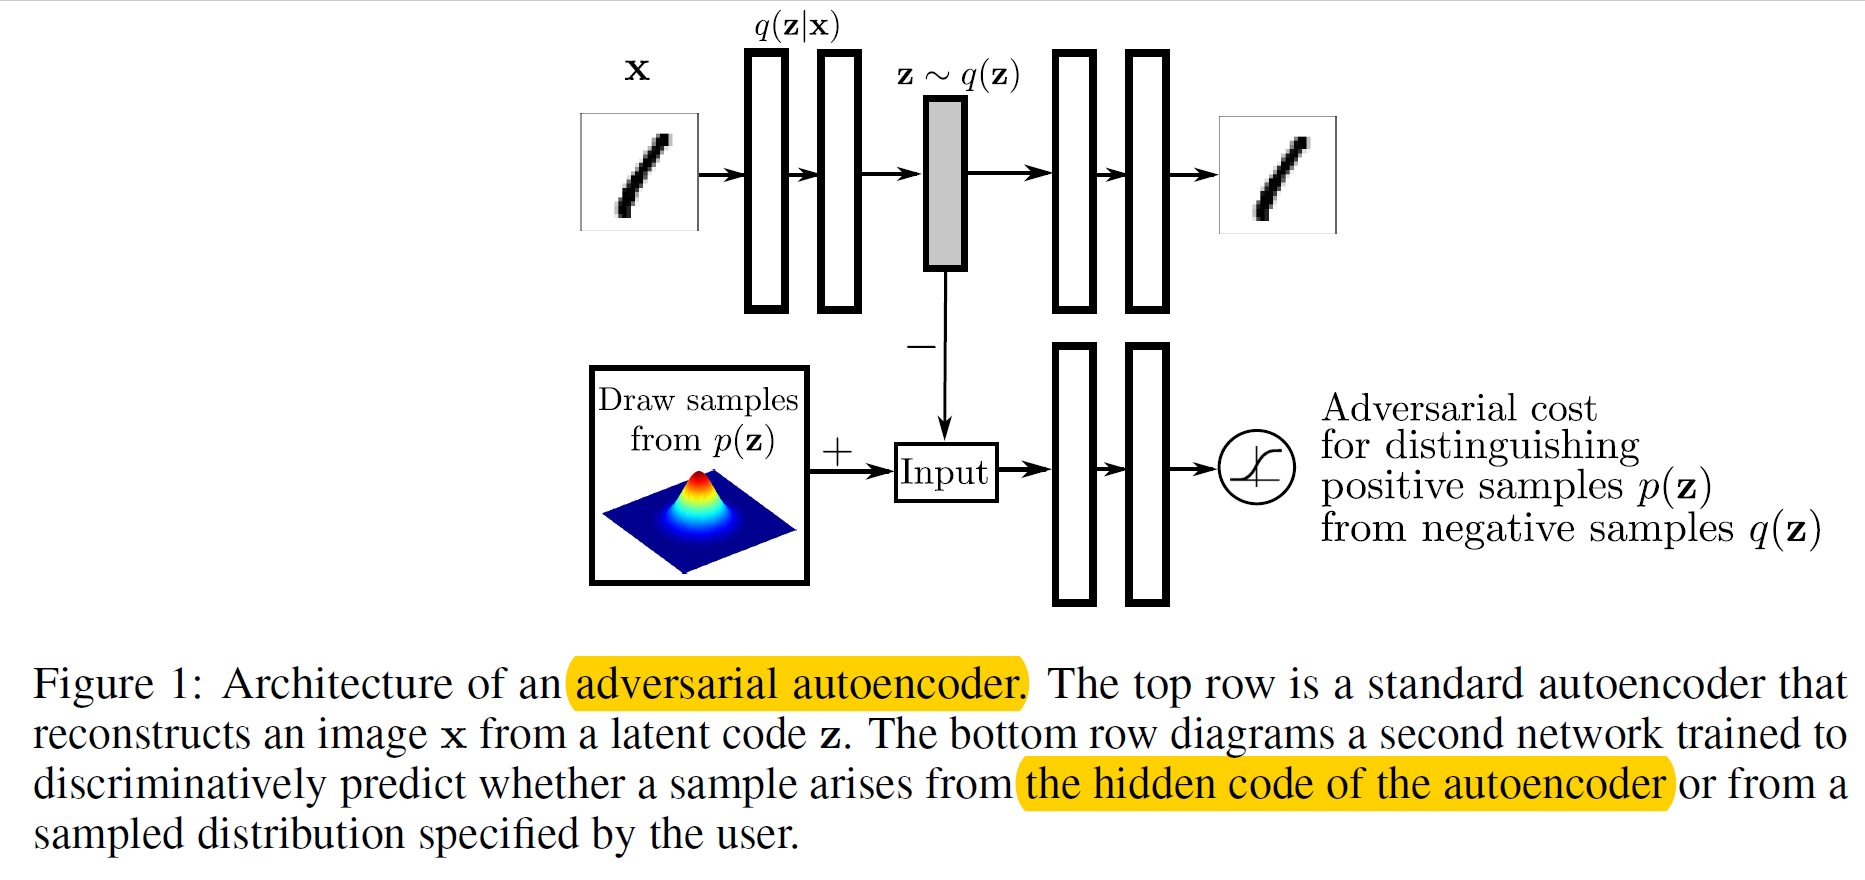 q(z|x)
x
z ∼ q(z)
−
Draw samples
from p(z)
+
Input
Adversarial cost
for distinguishing
positive samples p(z)
from negative samples q(z)
Figure 1: Architecture of an adversarial autoencoder. The top row is a standard autoencoder that
reconstructs an image x from a latent code z. The bottom row diagrams a second network trained to
discriminatively predict whether a sample arises from the hidden code of the autoencoder or from a
sampled distribution specified by the user.